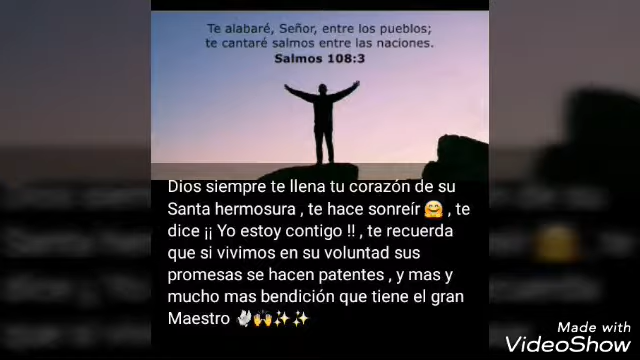 Te alabaré, Señor, entre los pueblos;
te cantaré salmos entre las naciones.
Salmos 108:3
Dios siempre te llena tu corazón de su
Santa hermosura , te hace sonreír 🤗 , te
dice ¡¡ Yo estoy contigo !! , te recuerda
que si vivimos en su voluntad sus
promesas se hacen patentes , y mas y
mucho mas bendición que tiene el gran
Maestro 🕊️🙌✨✨
Made with
VideoShow